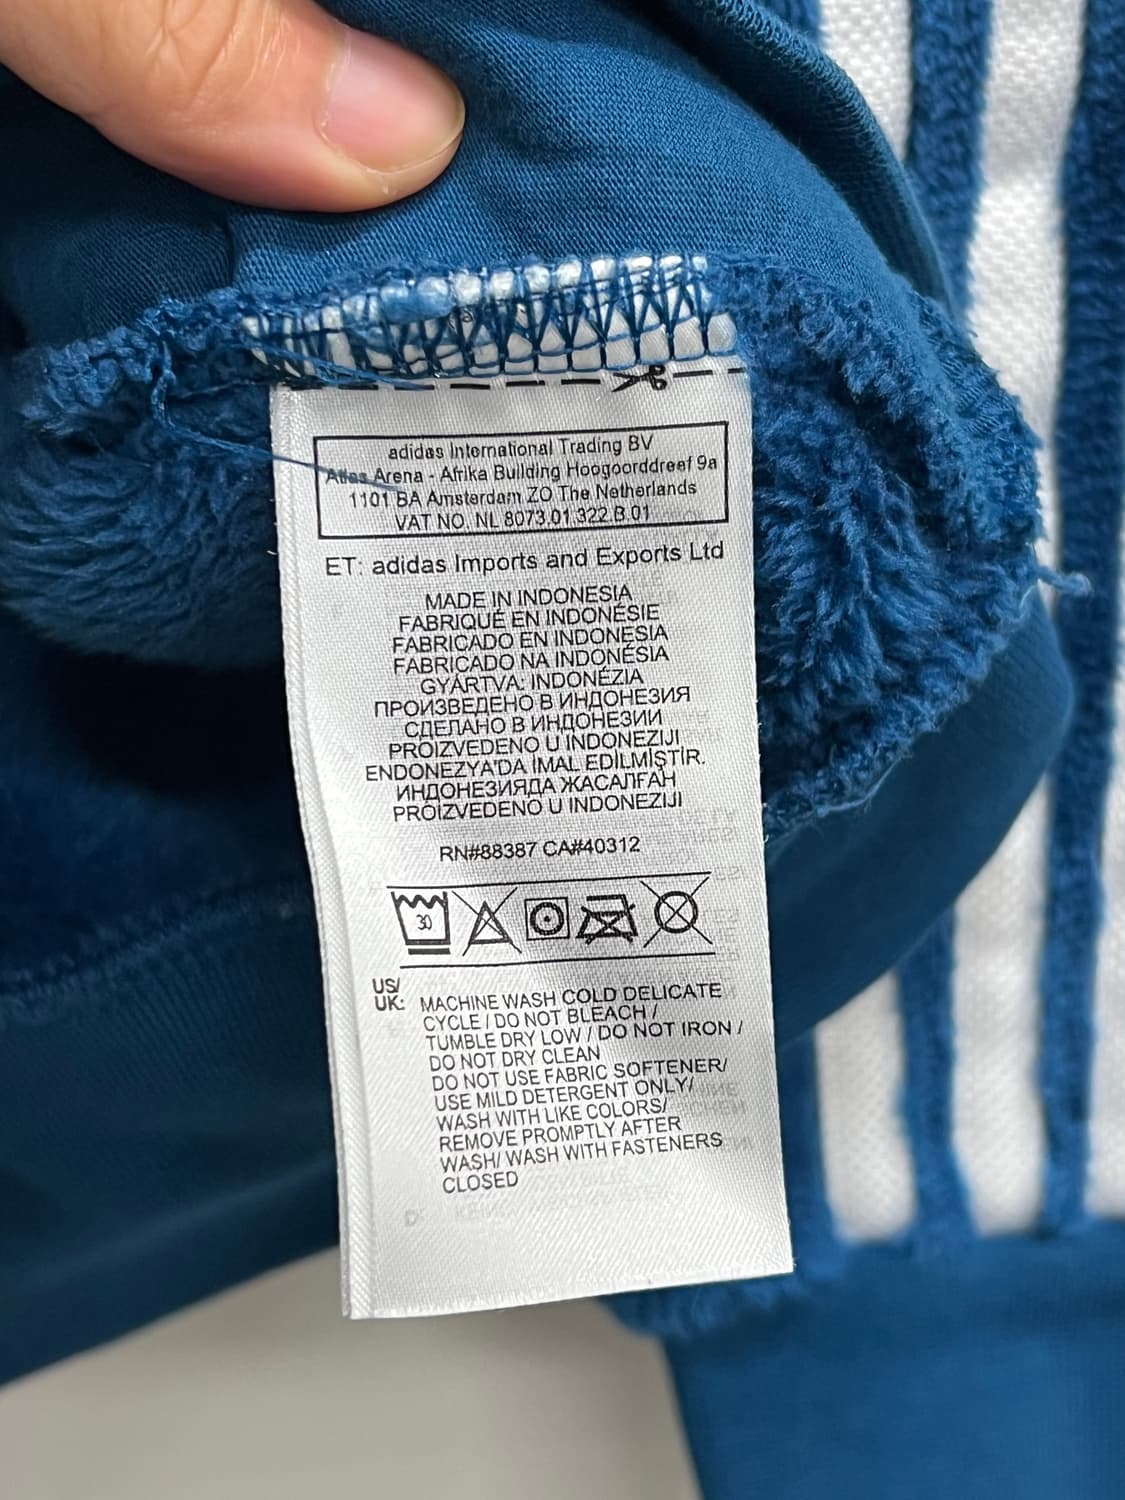 adidas International Trading BV
Atlas Arena - Afrika Building Hoogoorddreef 9a
1101 BA Amsterdam ZO The Netherlands
VAT NO. NL 8073.01.322.B.01
ET: adidas Imports and Exports Ltd
MADE IN INDONESIA
FABRIQUÉ EN INDONÉSIE
FABRICADO EN INDONESIA
FABRICADO NA INDONÉSIA
GYÁRTVA: INDONÉZIA
ПРОИЗВЕДЕНО В ИНДОНЕЗИЯ
СДЕЛАНО В ИНДОНЕЗИИ
PROIZVEDENO U INDONEZIJI
ENDONEZYA'DA İMAL EDİLMİŞTİR.
ИНДОНЕЗИЯДА ЖАСАЛҒАН
PROIZVEDENO U INDONEZIJI
RN#88387 CA#40312
30
US/
UK: MACHINE WASH COLD DELICATE
CYCLE / DO NOT BLEACH /
TUMBLE DRY LOW / DO NOT IRON /
DO NOT DRY CLEAN
DO NOT USE FABRIC SOFTENER/
USE MILD DETERGENT ONLY/
WASH WITH LIKE COLORS/
REMOVE PROMPTLY AFTER
WASH/ WASH WITH FASTENERS
CLOSED